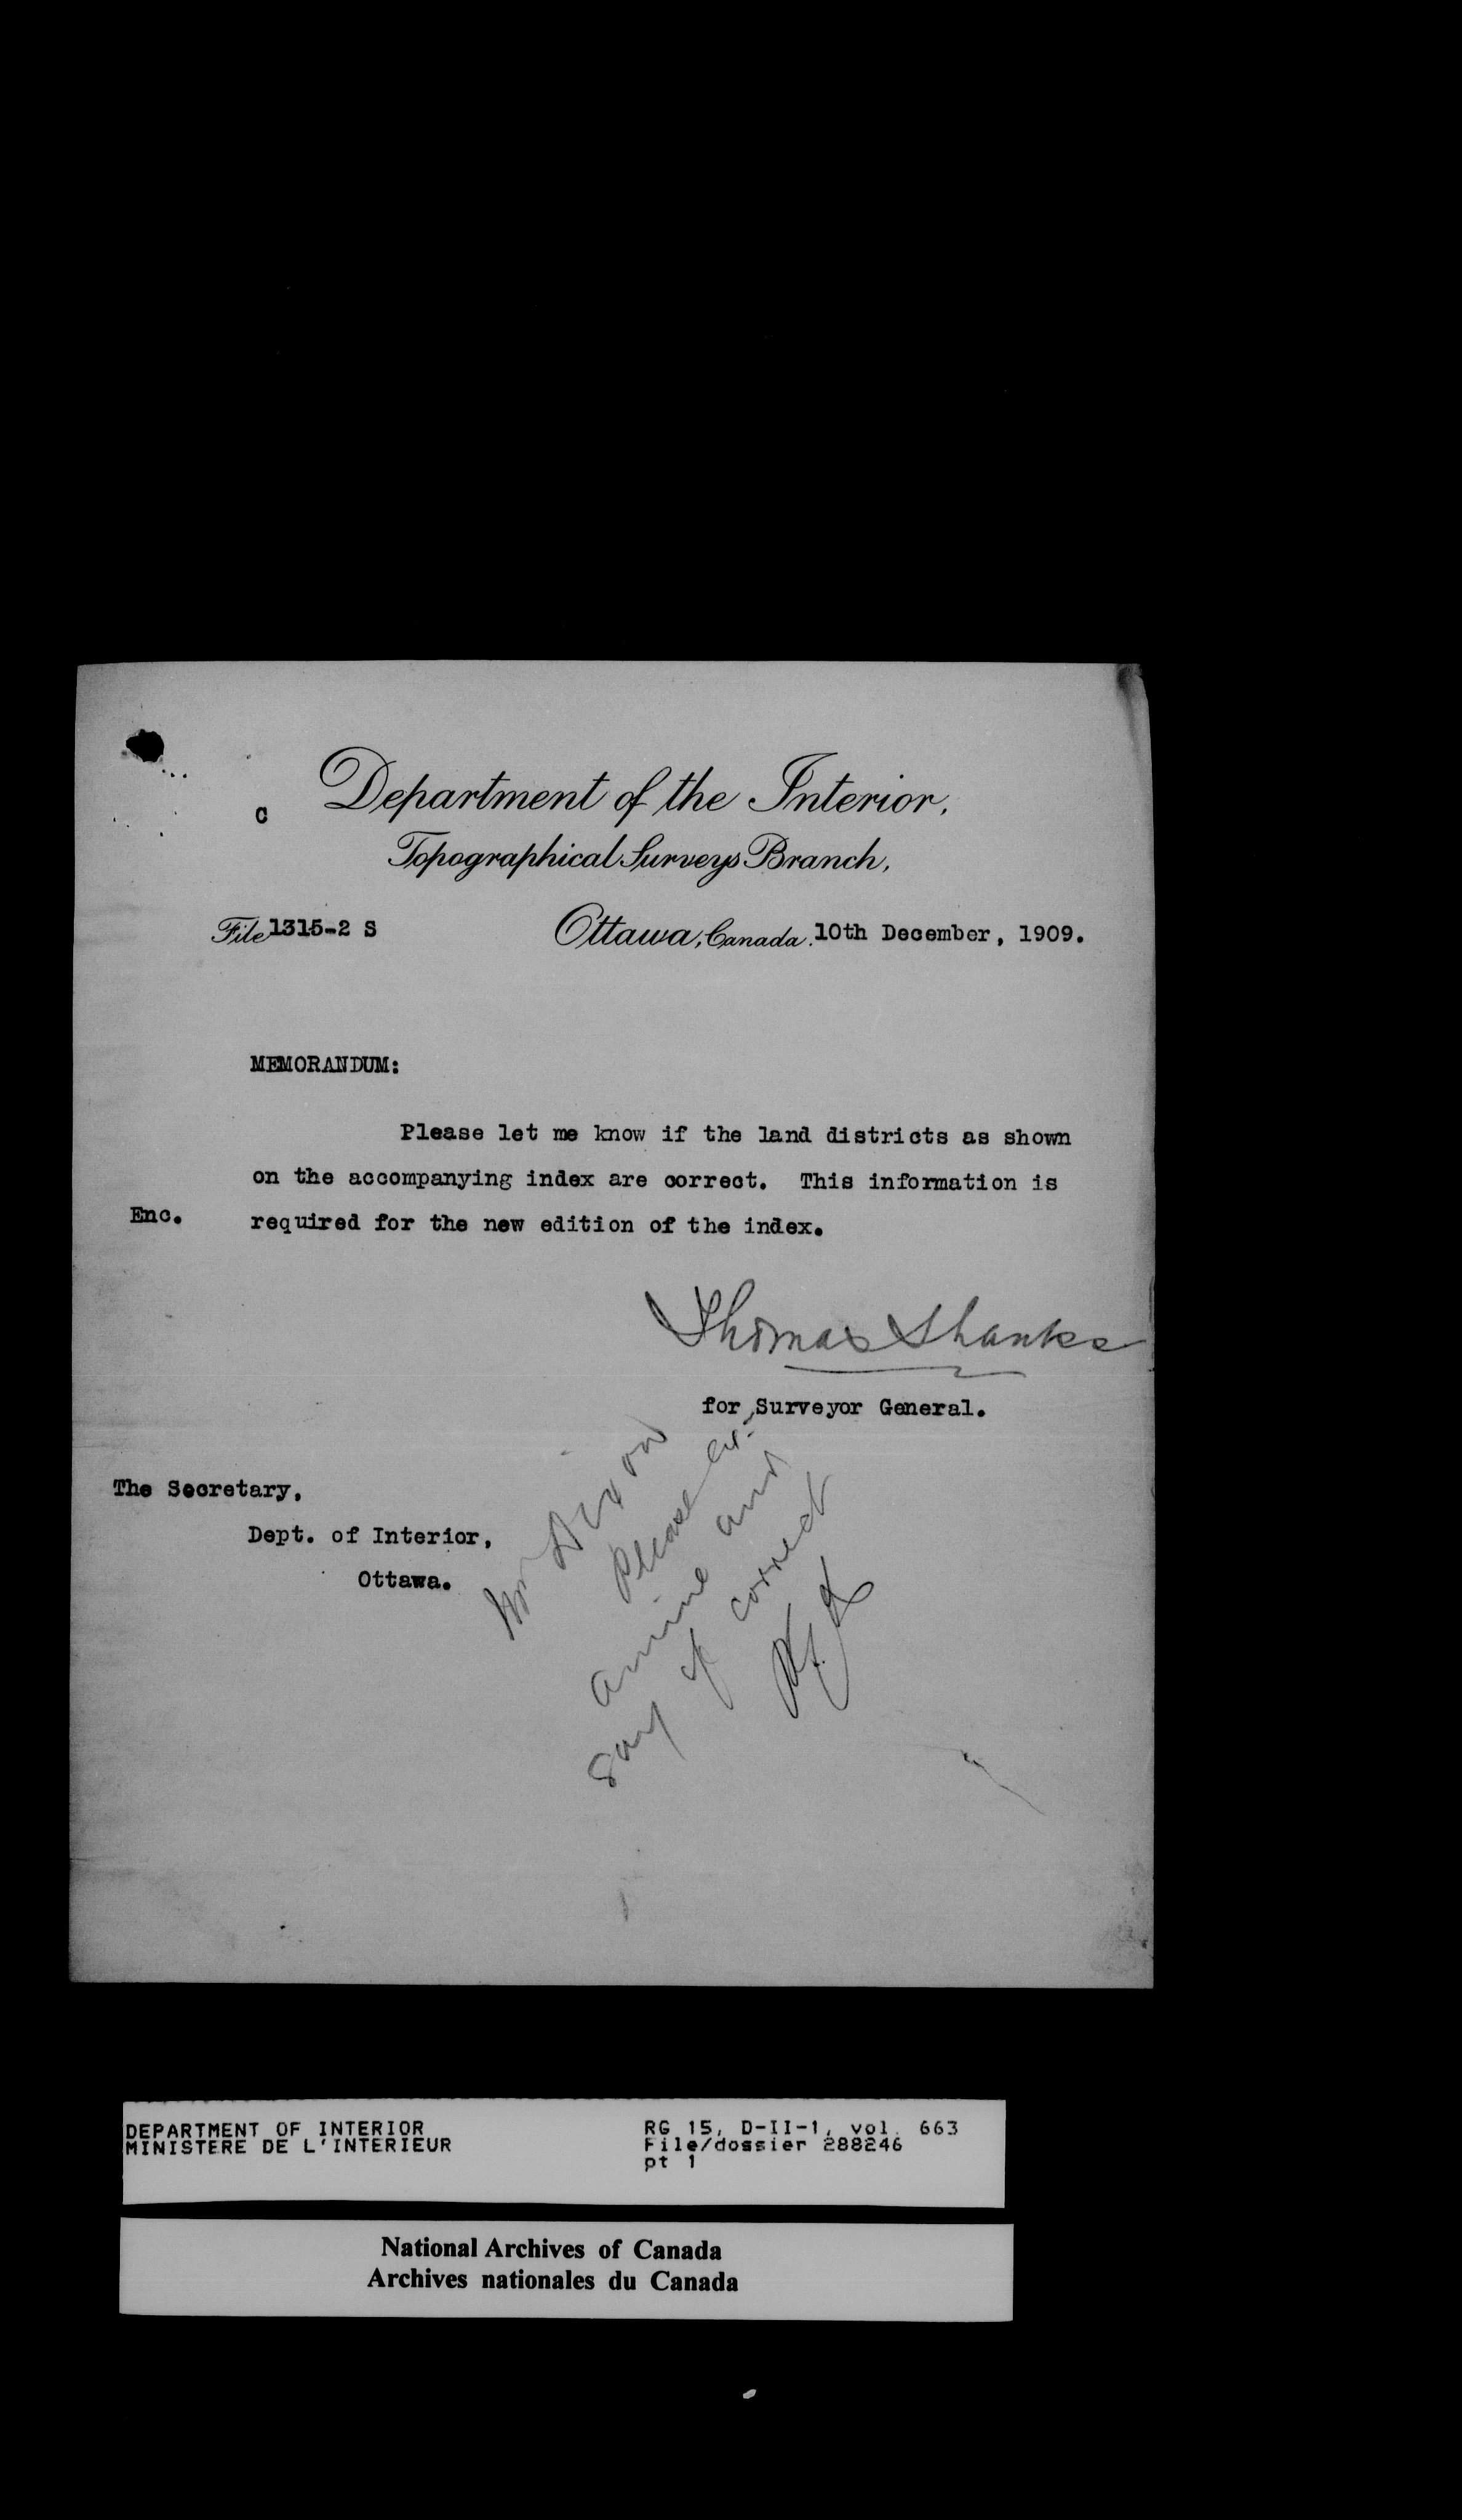 C
Department of the Interior,
Topographical Surveys Branch,
File 1315-2 S
Ottawa, Canada. 10th December, 1909.
MEMORANDUM:
Please let me know if the land districts as shown
on the accompanying index are correct. This information is
Enc. required for the new edition of the index.
Thomas Shanks
for Surveyor General.
The Secretary,
Dept. of Interior,
Ottawa.
Mr Dixon
Please ex-
amine and
say if correct
DEPARTMENT OF INTERIOR
MINISTERE DE L'INTERIEUR
RG 15, D-II-1, vol. 663
File/dossier 288246
pt 1
National Archives of Canada
Archives nationales du Canada